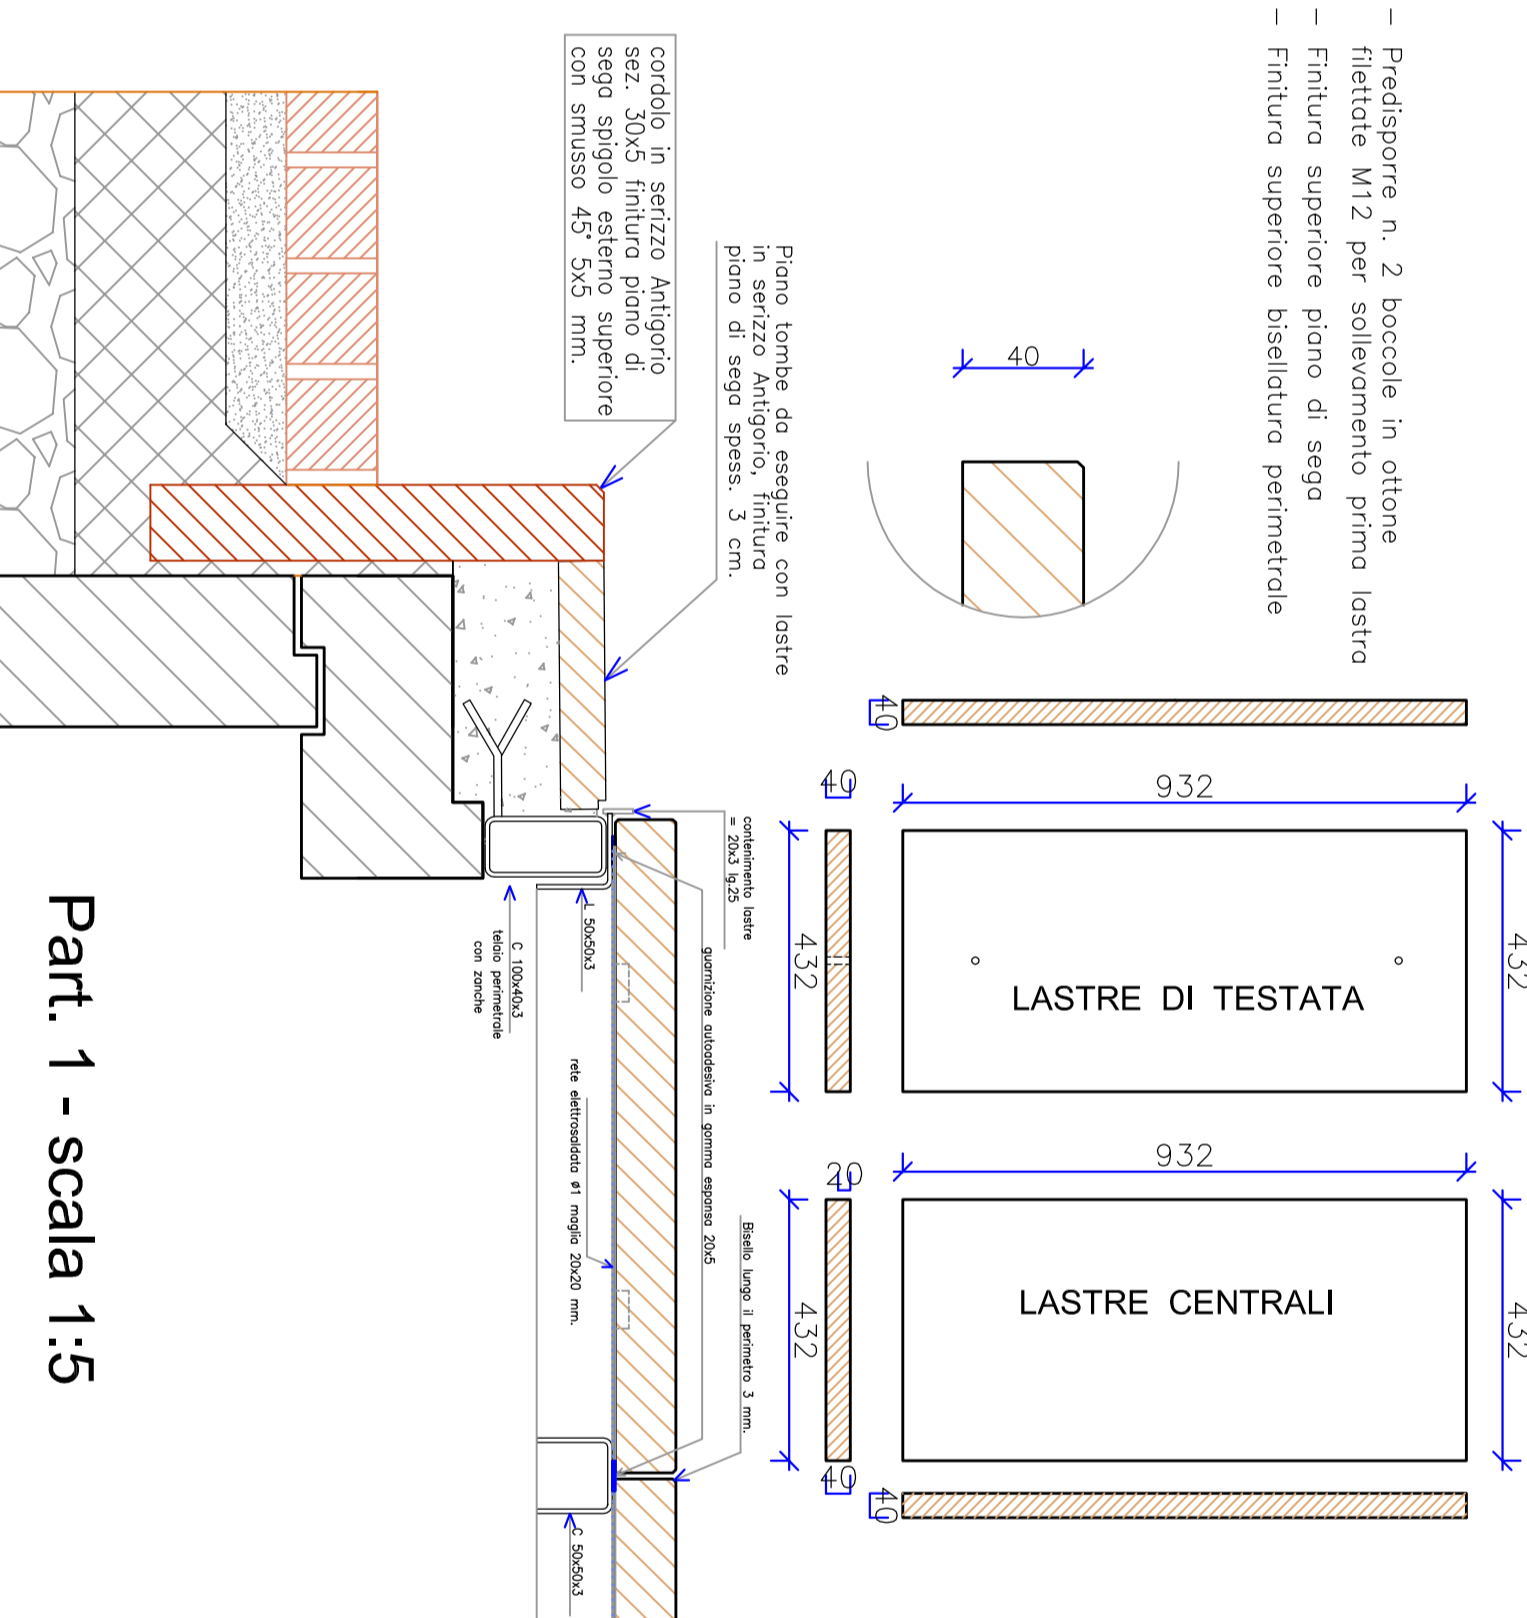 – Predisporre n. 2 boccole in ottone
filettate M12 per sollevamento prima lastra
– Finitura superiore piano di sega
– Finitura superiore bisellatura perimetrale
40
cordolo in serizzo Antigorio
sez. 30x5 finitura piano di
sega spigolo esterno superiore
con smusso 45° 5x5 mm.
Piano tombe da eseguire con lastre
in serizzo Antigorio, finitura
piano di sega spess. 3 cm.
40
40
932
432
432
LASTRE DI TESTATA
contenimento lastre
= 20x3 lg.25
L 50x50x3
C 100x40x3
telaio perimetrale
con zanche
guarnizione autoadesiva in gomma espansa 20x5
rete elettrosaldata ø1 maglia 20x20 mm.
Bisello lungo il perimetro 3 mm.
C 50x50x3
20
932
432
432
LASTRE CENTRALI
40
40
Part. 1 - scala 1:5